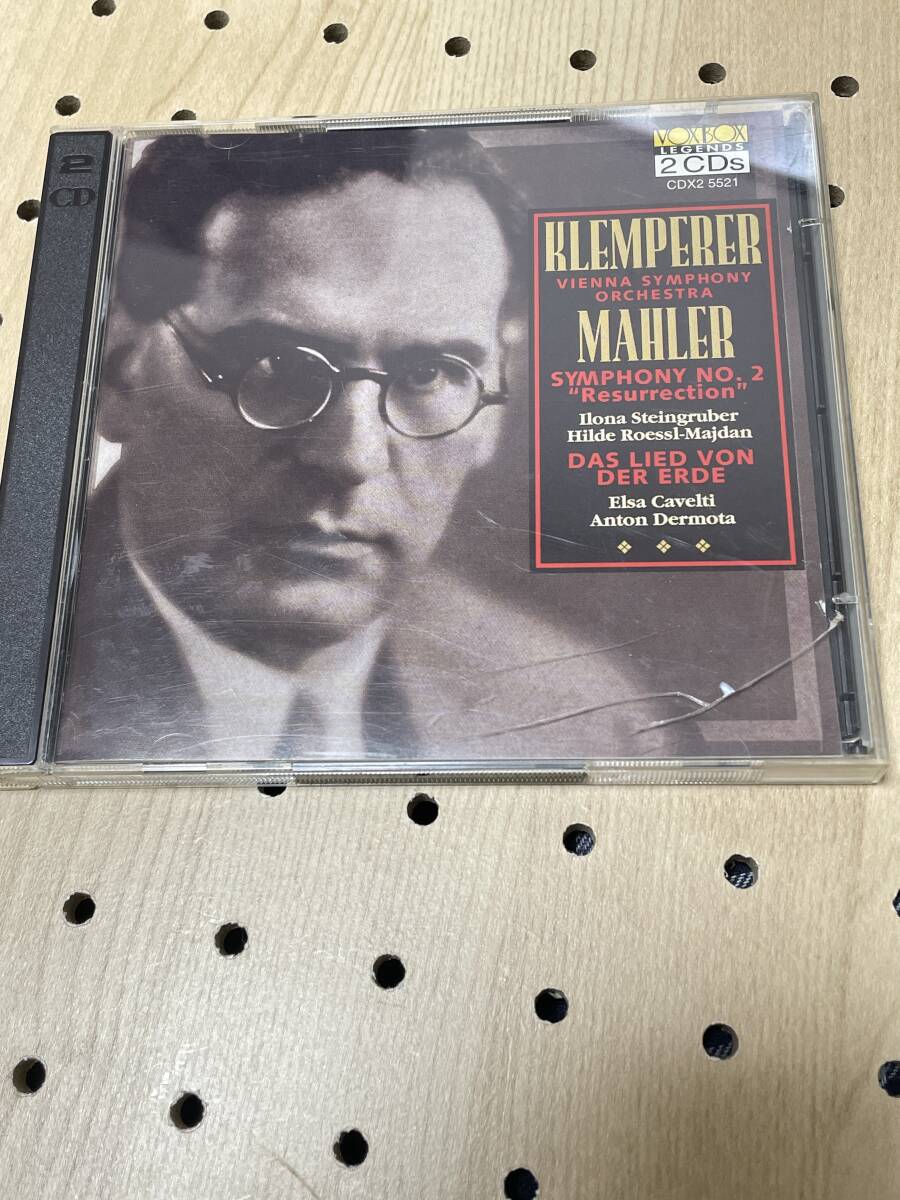 2
CD
VOXBOX
LEGENDS
2 CDs
CDX2 5521
KLEMPERER
VIENNA SYMPHONY
ORCHESTRA
MAHLER
SYMPHONY NO. 2
"Resurrection"
Ilona Steingruber
Hilde Roessl-Majdan
DAS LIED VON
DER ERDE
Elsa Cavelti
Anton Dermota